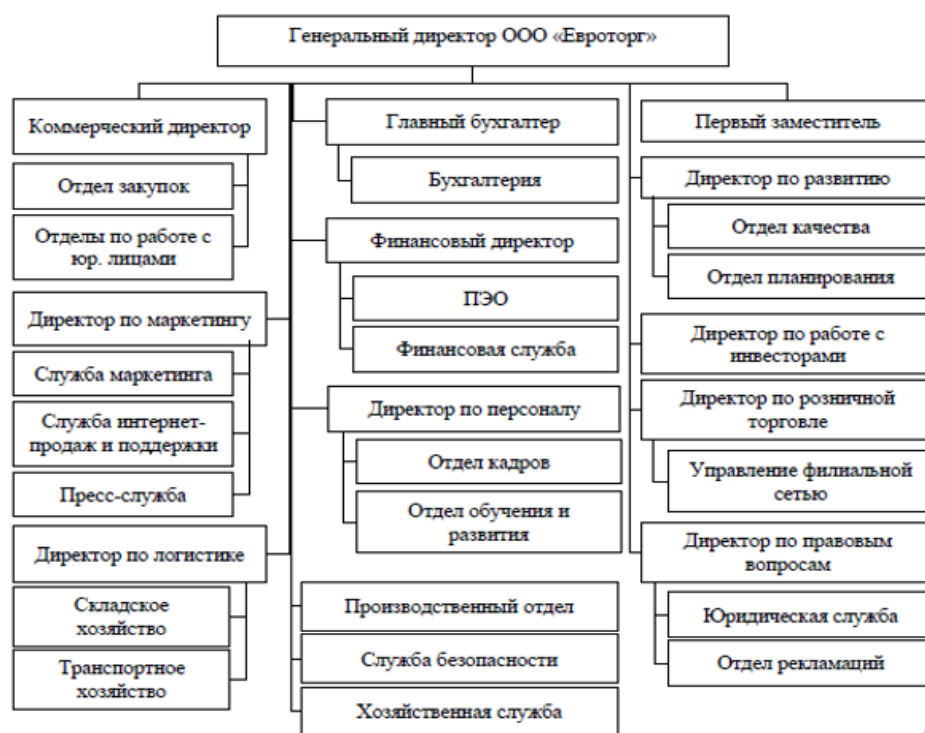 Генеральный директор ООО «Евроторг»
Коммерческий директор
Отдел закупок
Отделы по работе с
юр. лицами
Директор по маркетингу
Служба маркетинга
Служба интернет-
продаж и поддержки
Пресс-служба
Директор по логистике
Складское
хозяйство
Транспортное
хозяйство
Главный бухгалтер
Бухгалтерия
Финансовый директор
ПЭО
Финансовая служба
Директор по персоналу
Отдел кадров
Отдел обучения и
развития
Производственный отдел
Служба безопасности
Хозяйственная служба
Первый заместитель
Директор по развитию
Отдел качества
Отдел планирования
Директор по работе с
инвесторами
Директор по розничной
торговле
Управление филиальной
сетью
Директор по правовым
вопросам
Юридическая служба
Отдел рекламаций